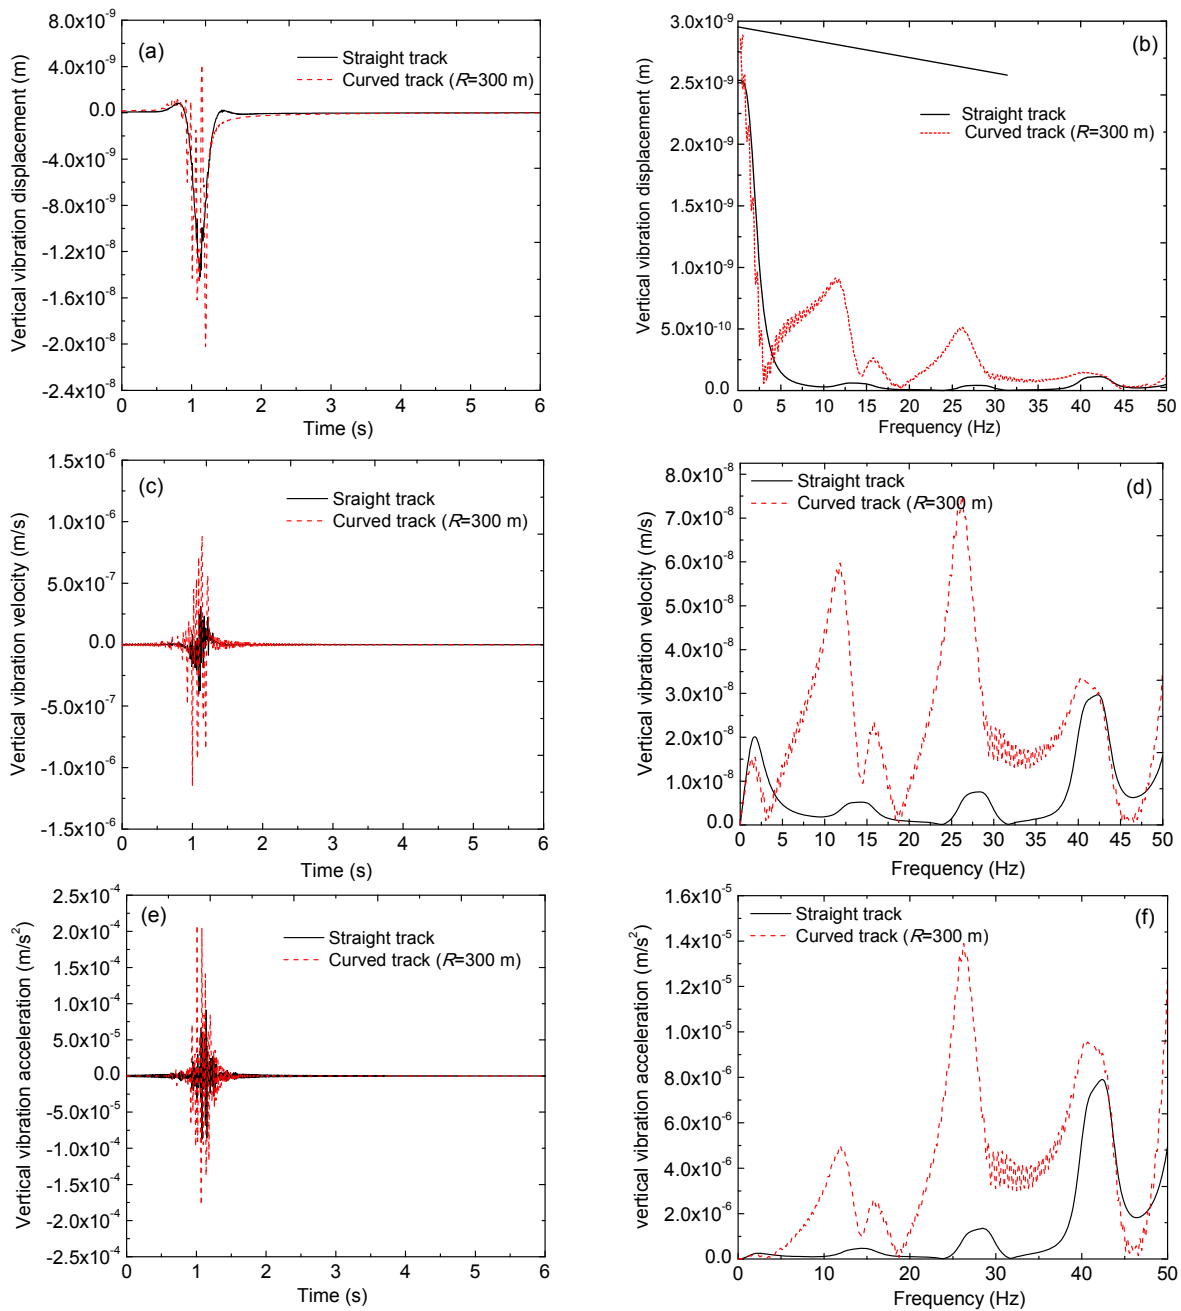 (a)
Straight track
Curved track (R=300 m)
8.0x10⁻⁹
4.0x10⁻⁹
0.0
-4.0x10⁻⁹
-8.0x10⁻⁹
-1.2x10⁻⁸
-1.6x10⁻⁸
-2.0x10⁻⁸
-2.4x10⁻⁸
Vertical vibration displacement (m)
0 1 2 3 4 5 6
Time (s)
(b)
Straight track
Curved track (R=300 m)
3.0x10⁻⁹
2.5x10⁻⁹
2.0x10⁻⁹
1.5x10⁻⁹
1.0x10⁻⁹
5.0x10⁻¹⁰
0.0
Vertical vibration displacement (m)
0 5 10 15 20 25 30 35 40 45 50
Frequency (Hz)
(c)
Sraight track
Curved track (R=300 m)
1.5x10⁻⁶
1.0x10⁻⁶
5.0x10⁻⁷
0.0
-5.0x10⁻⁷
-1.0x10⁻⁶
-1.5x10⁻⁶
Vertical vibration velocity (m/s)
0 1 2 3 4 5 6
Time (s)
(d)
Straight track
Curved track (R=300 m)
8.0x10⁻⁸
7.0x10⁻⁸
6.0x10⁻⁸
5.0x10⁻⁸
4.0x10⁻⁸
3.0x10⁻⁸
2.0x10⁻⁸
1.0x10⁻⁸
0.0
Vertical vibration velocity (m/s)
0 5 10 15 20 25 30 35 40 45 50
Frequency (Hz)
(e)
Straight track
Curved track (R=300 m)
2.5x10⁻⁴
2.0x10⁻⁴
1.5x10⁻⁴
1.0x10⁻⁴
5.0x10⁻⁵
0.0
-5.0x10⁻⁵
-1.0x10⁻⁴
-1.5x10⁻⁴
-2.0x10⁻⁴
-2.5x10⁻⁴
Vertical vibration acceleration (m/s²)
0 1 2 3 4 5 6
Time (s)
(f)
Straight track
Curved track (R=300 m)
1.6x10⁻⁵
1.4x10⁻⁵
1.2x10⁻⁵
1.0x10⁻⁵
8.0x10⁻⁶
6.0x10⁻⁶
4.0x10⁻⁶
2.0x10⁻⁶
0.0
vertical vibration acceleration (m/s²)
0 10 20 30 40 50
Frequency (Hz)